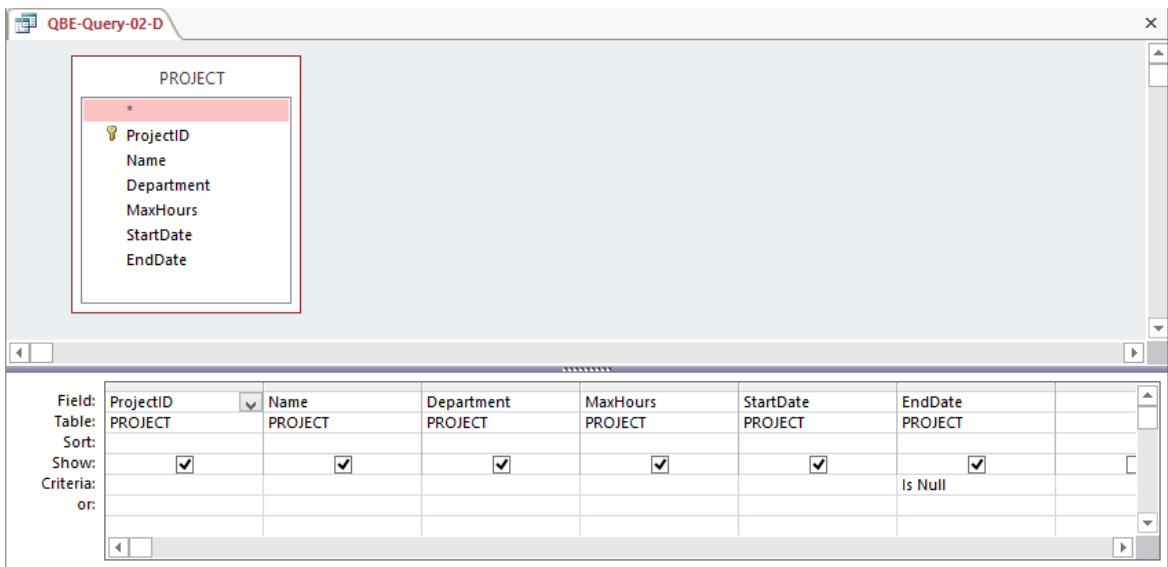 QBE-Query-02-D
PROJECT
*
ProjectID
Name
Department
MaxHours
StartDate
EndDate
Field: ProjectID Name Department MaxHours StartDate EndDate
Table: PROJECT PROJECT PROJECT PROJECT PROJECT PROJECT
Sort:
Show:
Criteria: Is Null
or: